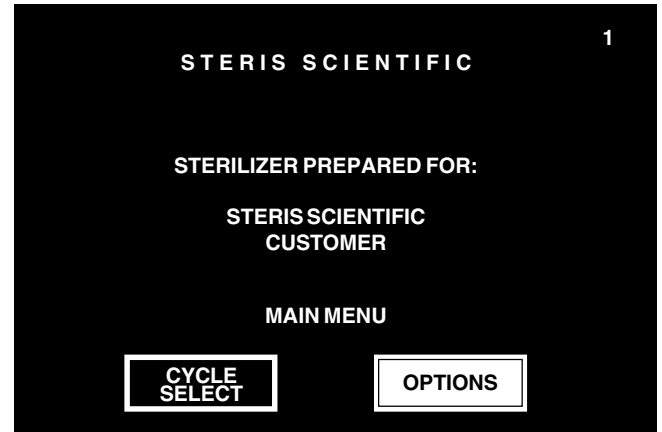 1
STERIS SCIENTIFIC
STERILIZER PREPARED FOR:
STERIS SCIENTIFIC
CUSTOMER
MAIN MENU
CYCLE
SELECT
OPTIONS